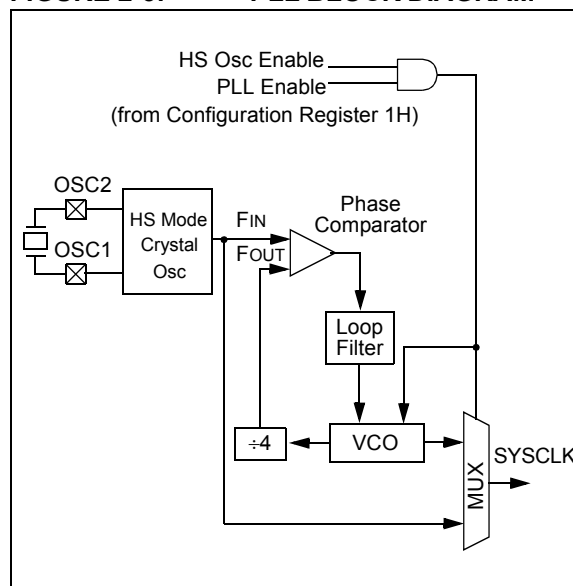 HS Osc Enable
PLL Enable
(from Configuration Register 1H)
OSC2
OSC1
HS Mode
Crystal
Osc
FIN
FOUT
Phase
Comparator
Loop
Filter
÷4
VCO
MUX
SYSCLK